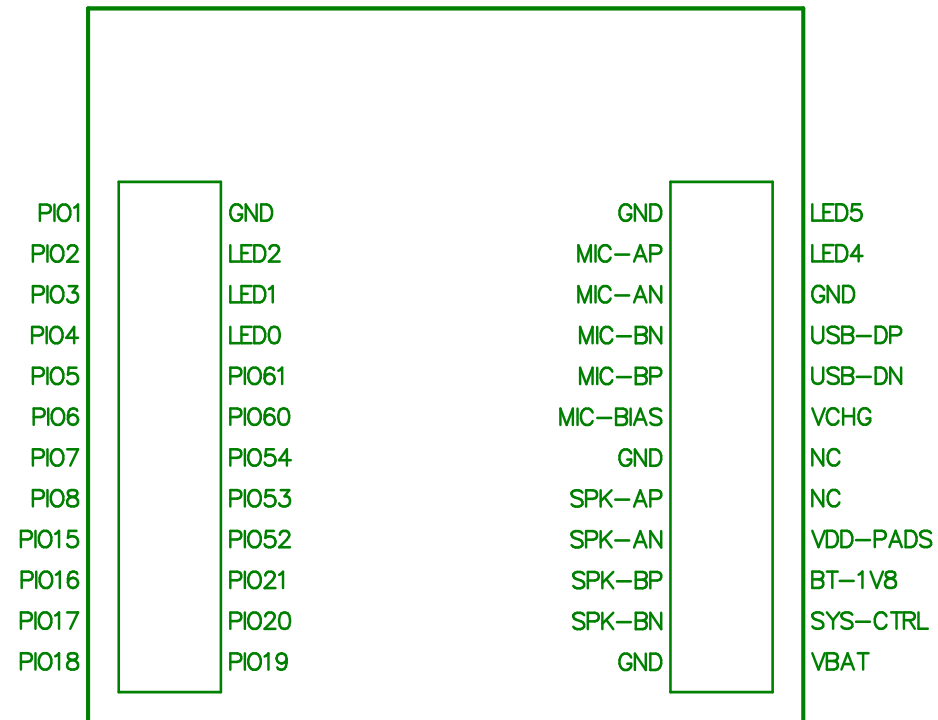 PIO1 GND GND LED5
PIO2 LED2 MIC-AP LED4
PIO3 LED1 MIC-AN GND
PIO4 LED0 MIC-BN USB-DP
PIO5 PIO61 MIC-BP USB-DN
PIO6 PIO60 MIC-BIAS VCHG
PIO7 PIO54 GND NC
PIO8 PIO53 SPK-AP NC
PIO15 PIO52 SPK-AN VDD-PADS
PIO16 PIO21 SPK-BP BT-1V8
PIO17 PIO20 SPK-BN SYS-CTRL
PIO18 PIO19 GND VBAT